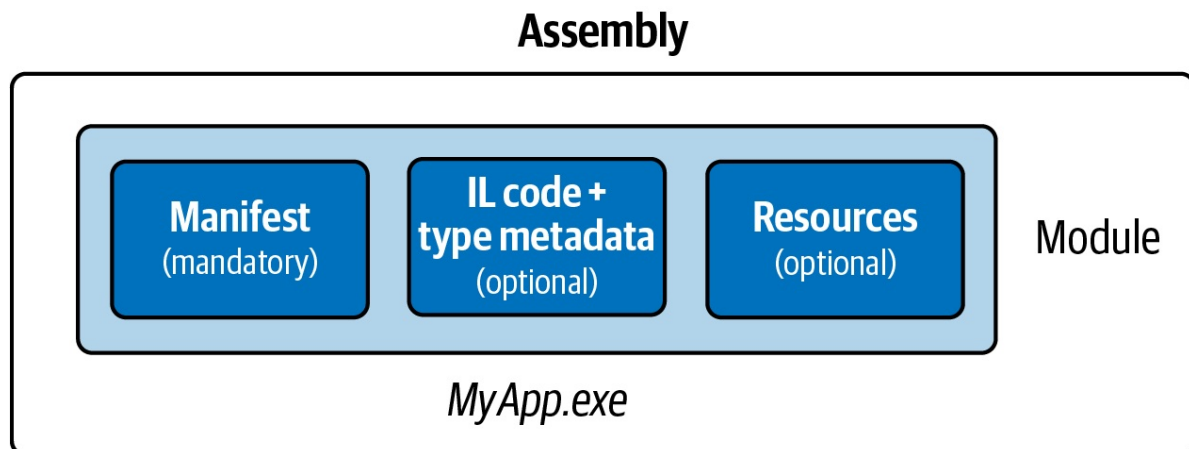 Assembly
Manifest
(mandatory)
IL code +
type metadata
(optional)
Resources
(optional)
Module
MyApp.exe